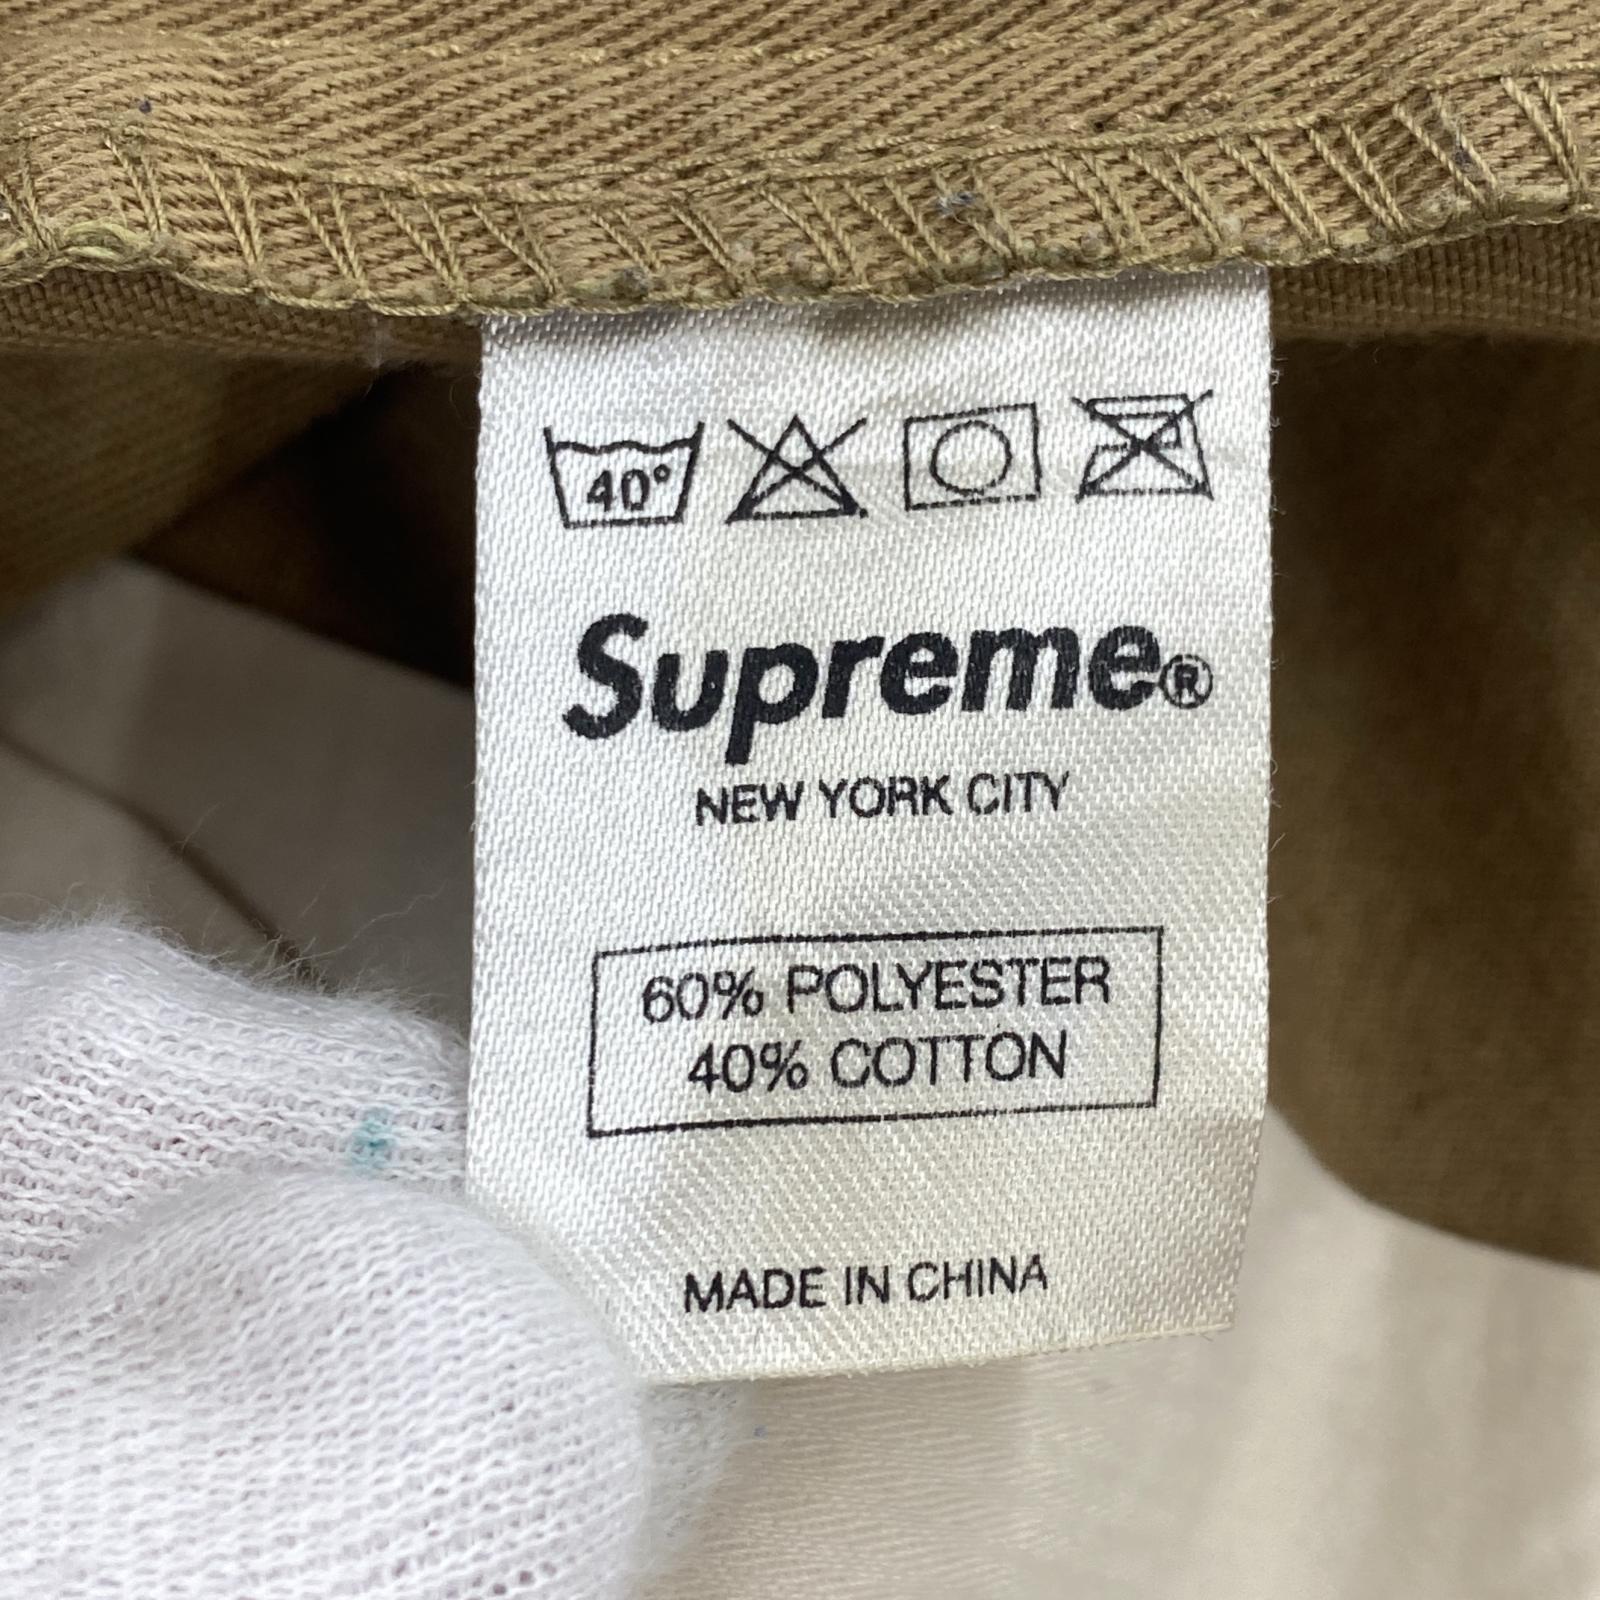 40°
Supreme®
NEW YORK CITY
60% POLYESTER
40% COTTON
MADE IN CHINA